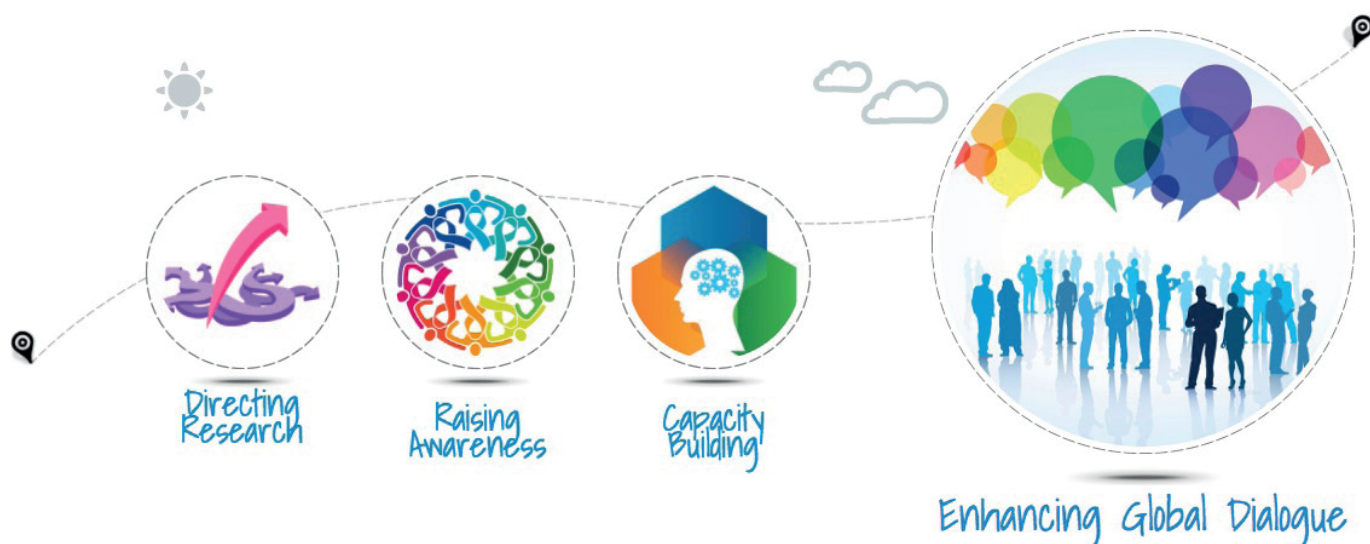 Directing
Research
Raising
Awareness
Capacity
Building
Enhancing Global Dialogue